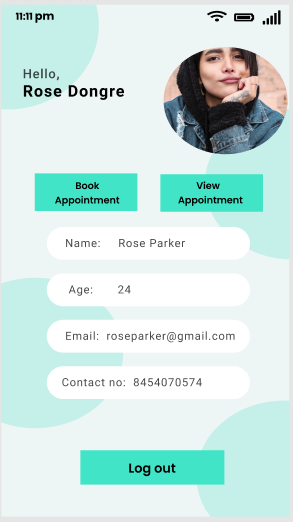 11:11 pm
Hello,
Rose Dongre
Book
Appointment
View
Appointment
Name: Rose Parker
Age: 24
Email: roseparker@gmail.com
Contact no: 8454070574
Log out